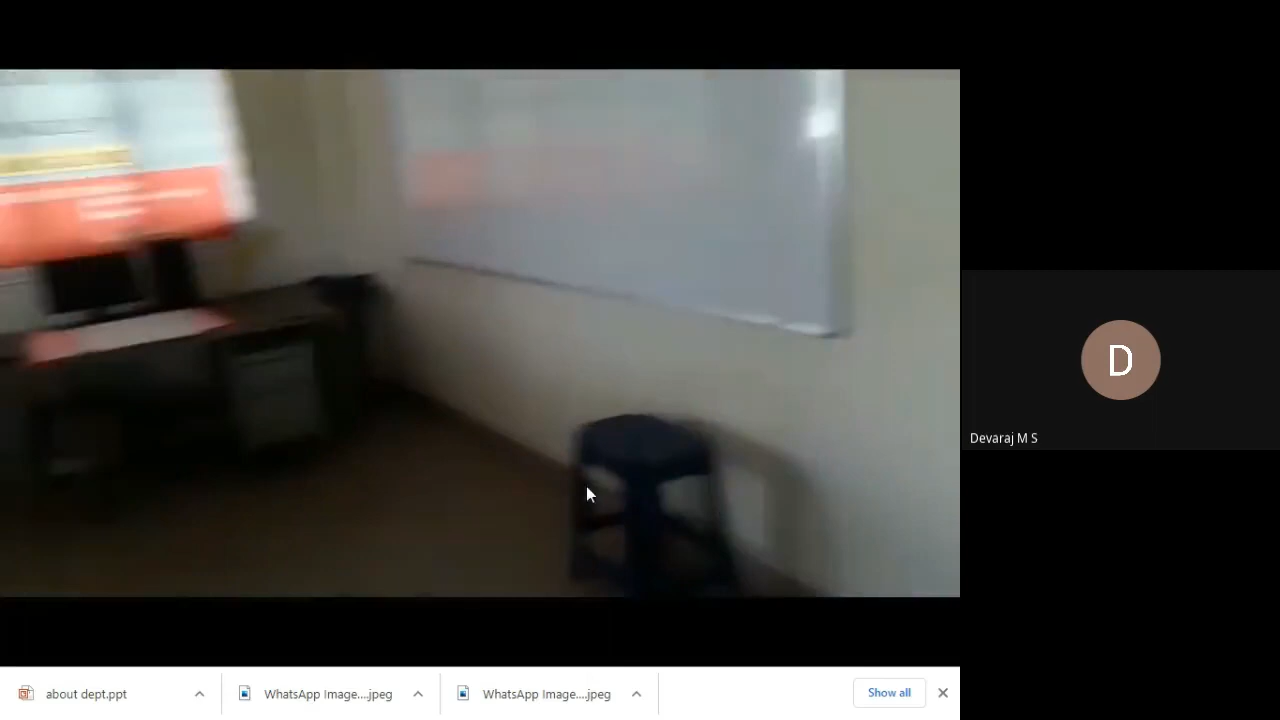 D
Devaraj M S
about dept.ppt
WhatsApp Image....jpeg
WhatsApp Image....jpeg
Show all